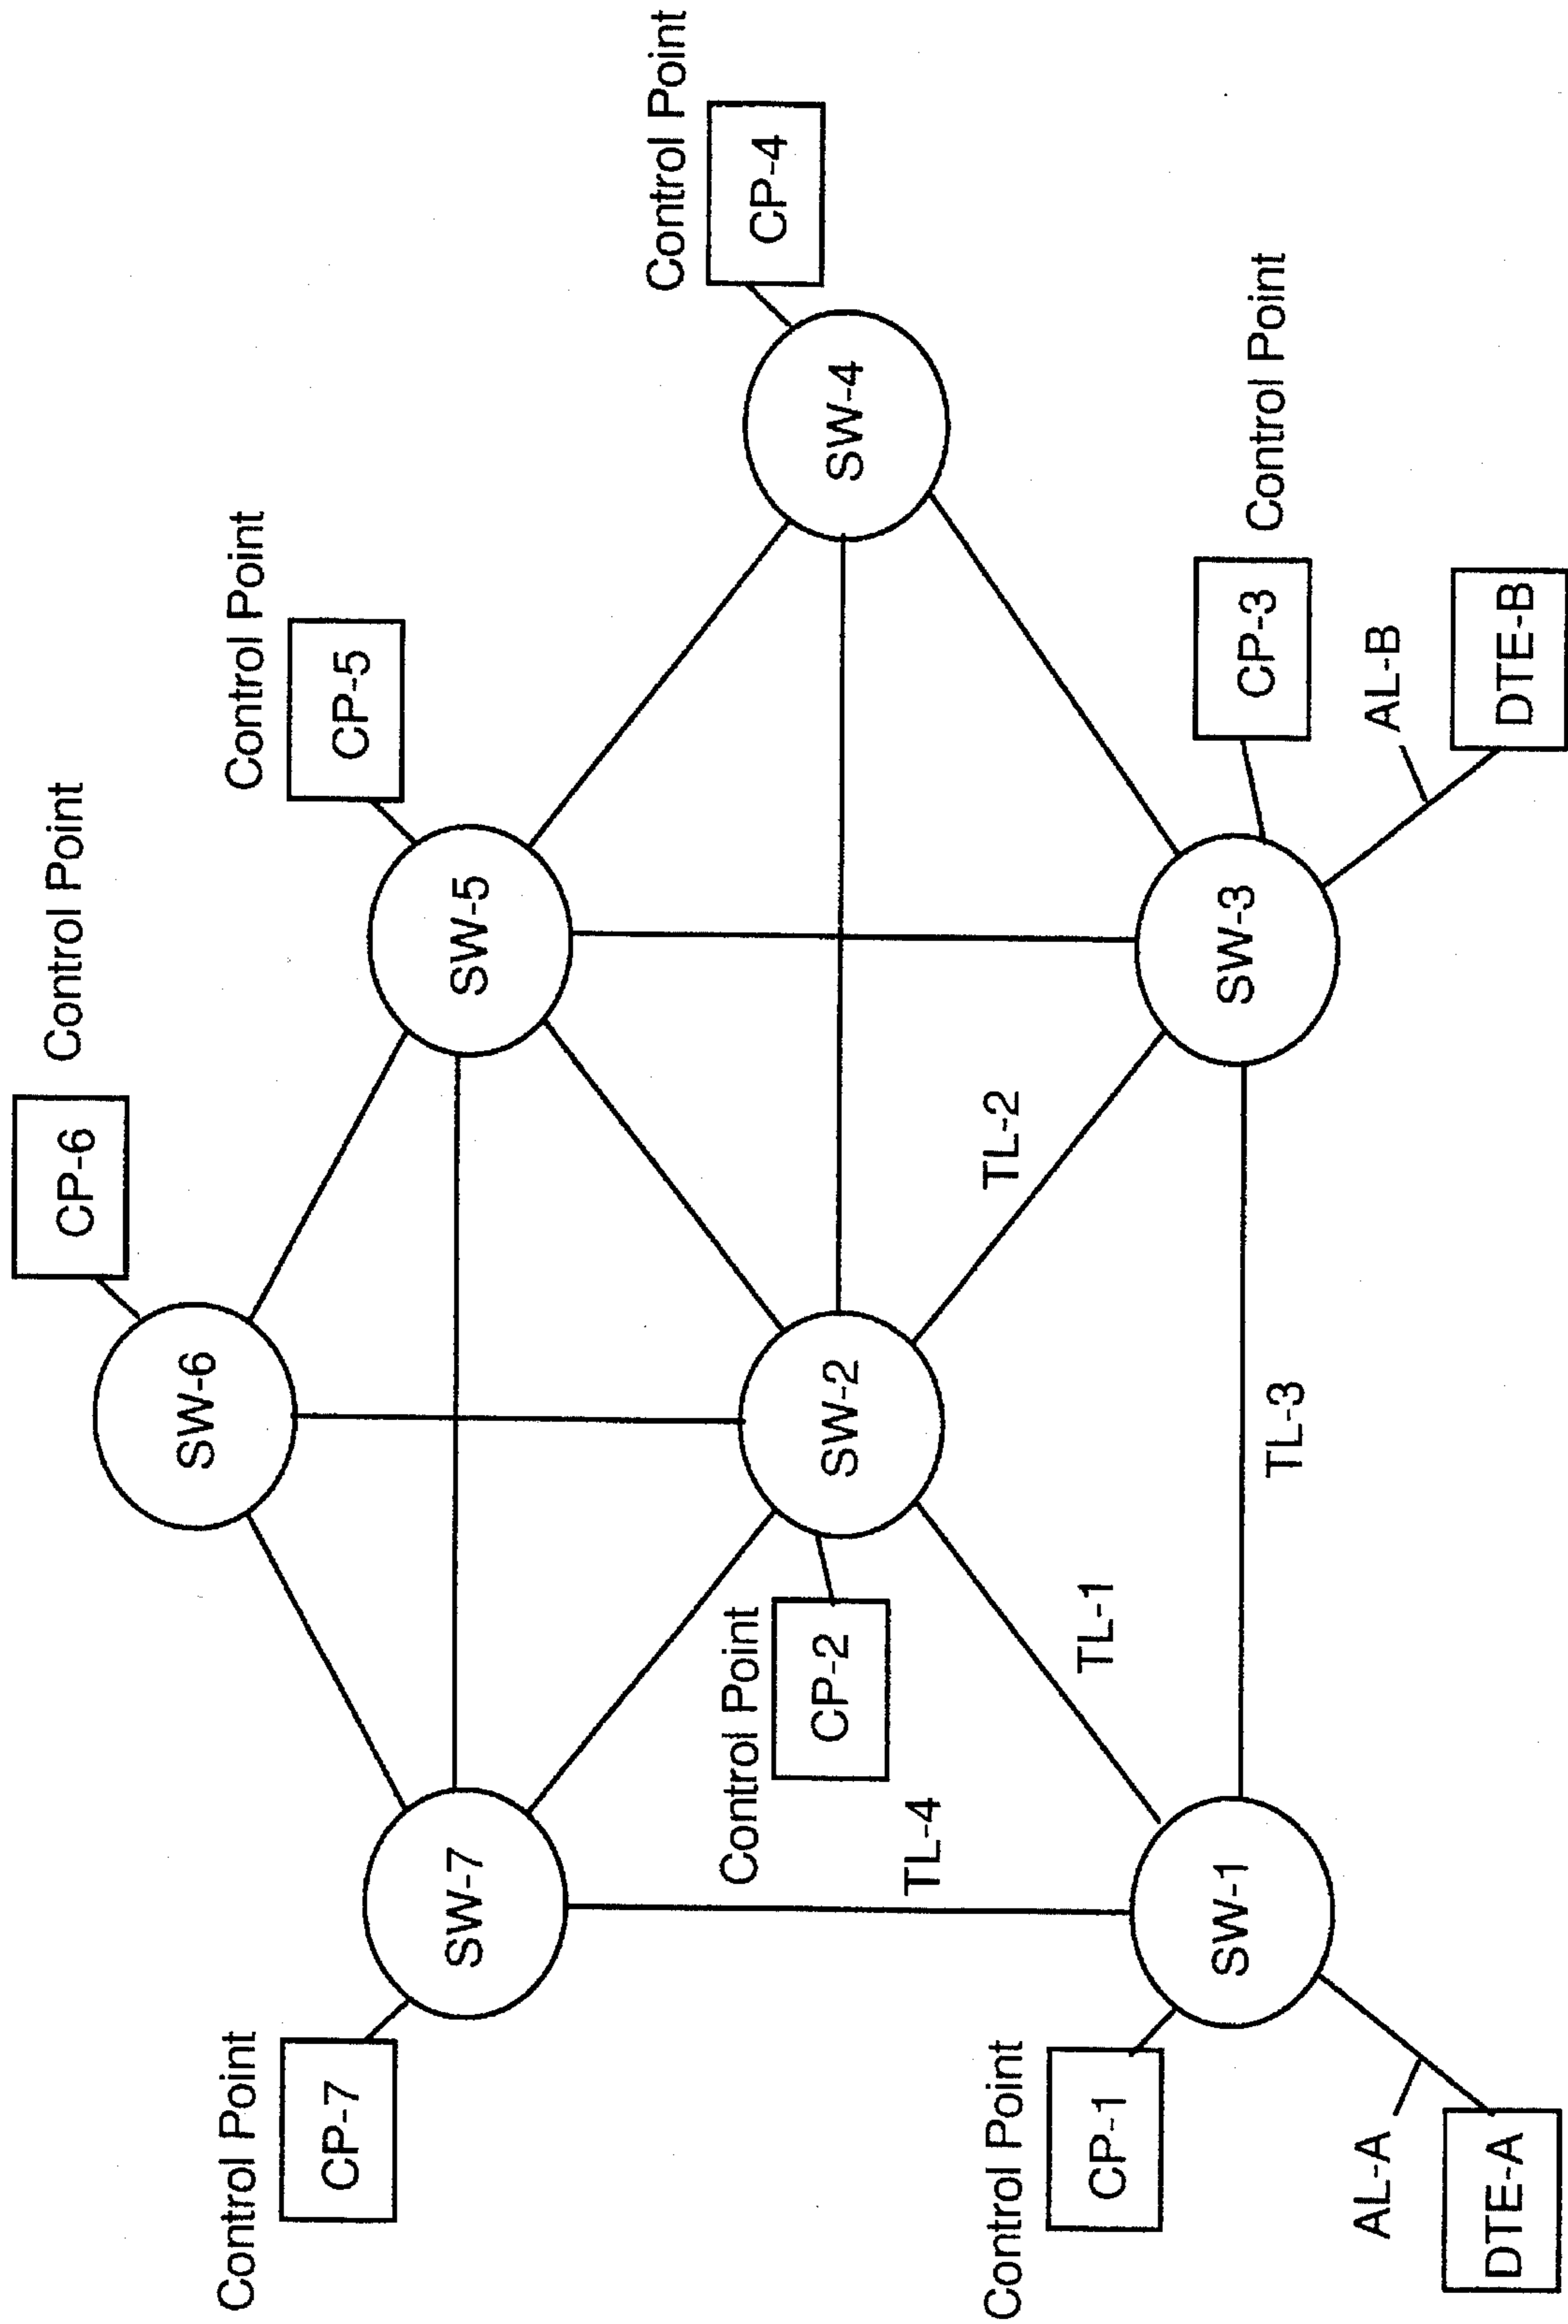 Control Point
CP-6
SW-6
Control Point
CP-5
SW-5
Control Point
CP-7
SW-7
Control Point
CP-4
SW-4
Control Point
CP-2
SW-2
TL-4
TL-1
TL-2
Control Point
CP-1
SW-1
TL-3
SW-3
CP-3
Control Point
AL-A
DTE-A
AL-B
DTE-B